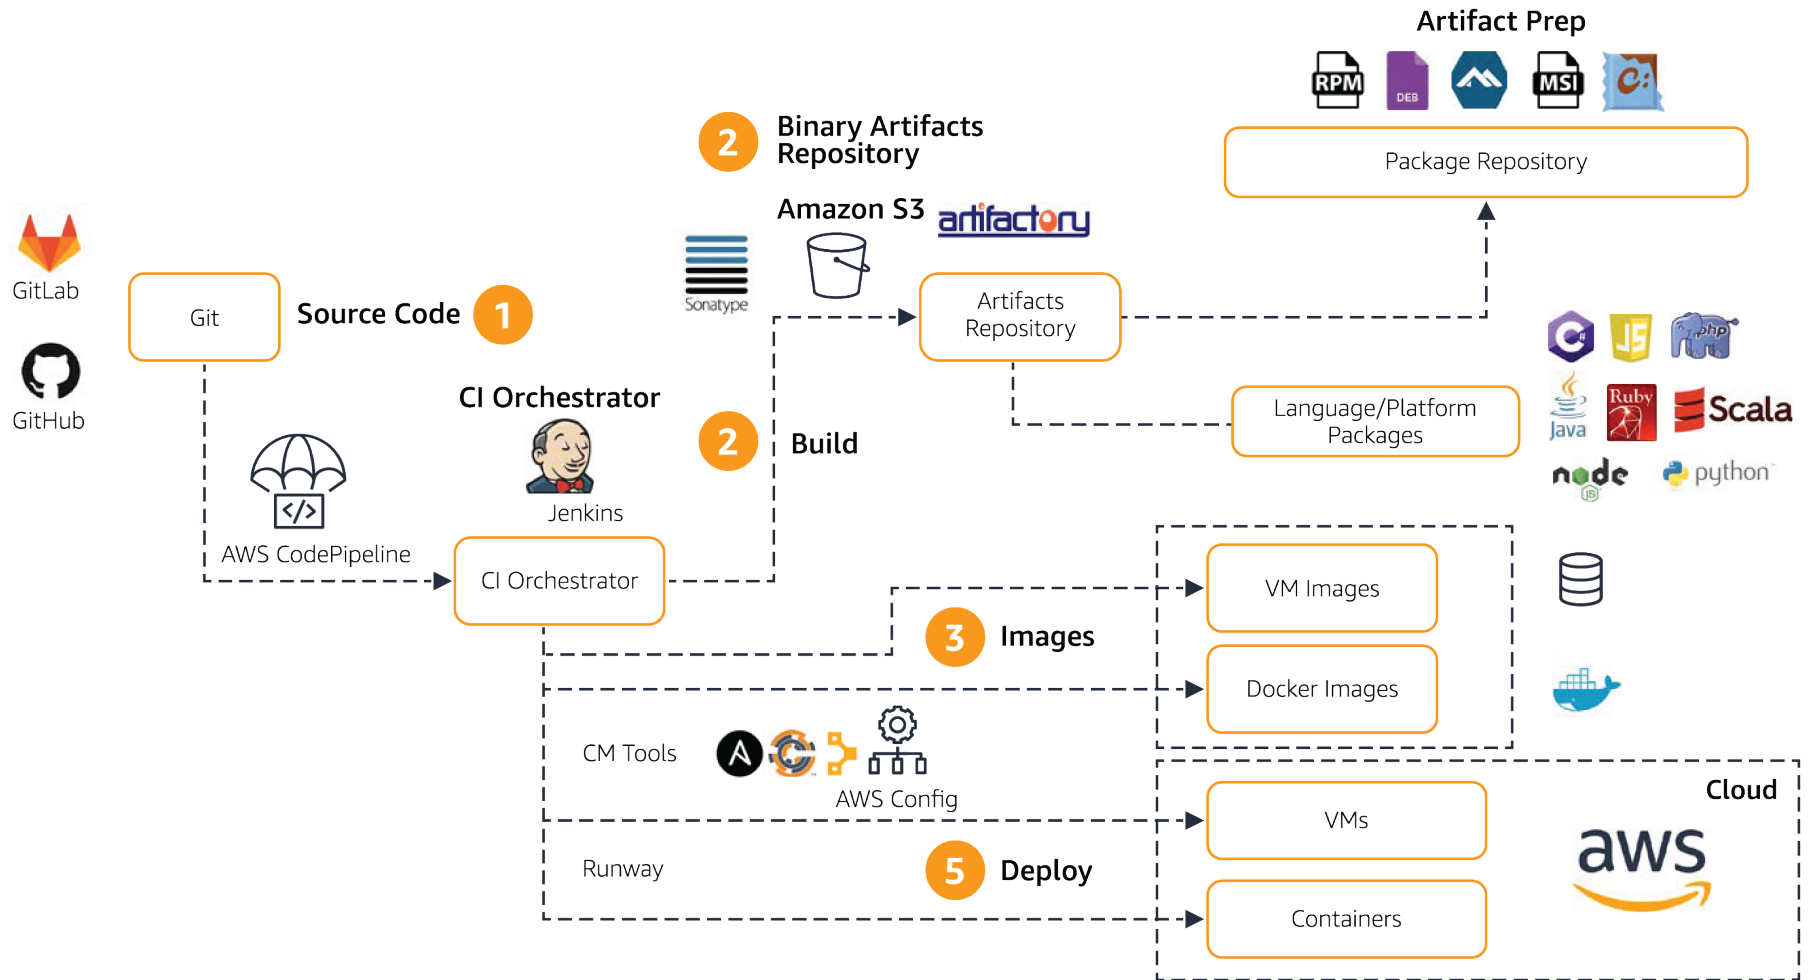 Artifact Prep
RPM
DEB
MSI
C:
Package Repository
2
Binary Artifacts
Repository
Amazon S3
artifactory
Sonatype
GitLab
GitHub
Git
Source Code
1
Artifacts
Repository
C#
JS
php
Java
Ruby
Scala
node
JS
python
Language/Platform
Packages
CI Orchestrator
Jenkins
2
Build
</>
AWS CodePipeline
CI Orchestrator
3
Images
VM Images
Docker Images
CM Tools
A
AWS Config
Runway
5
Deploy
Cloud
VMs
Containers
aws